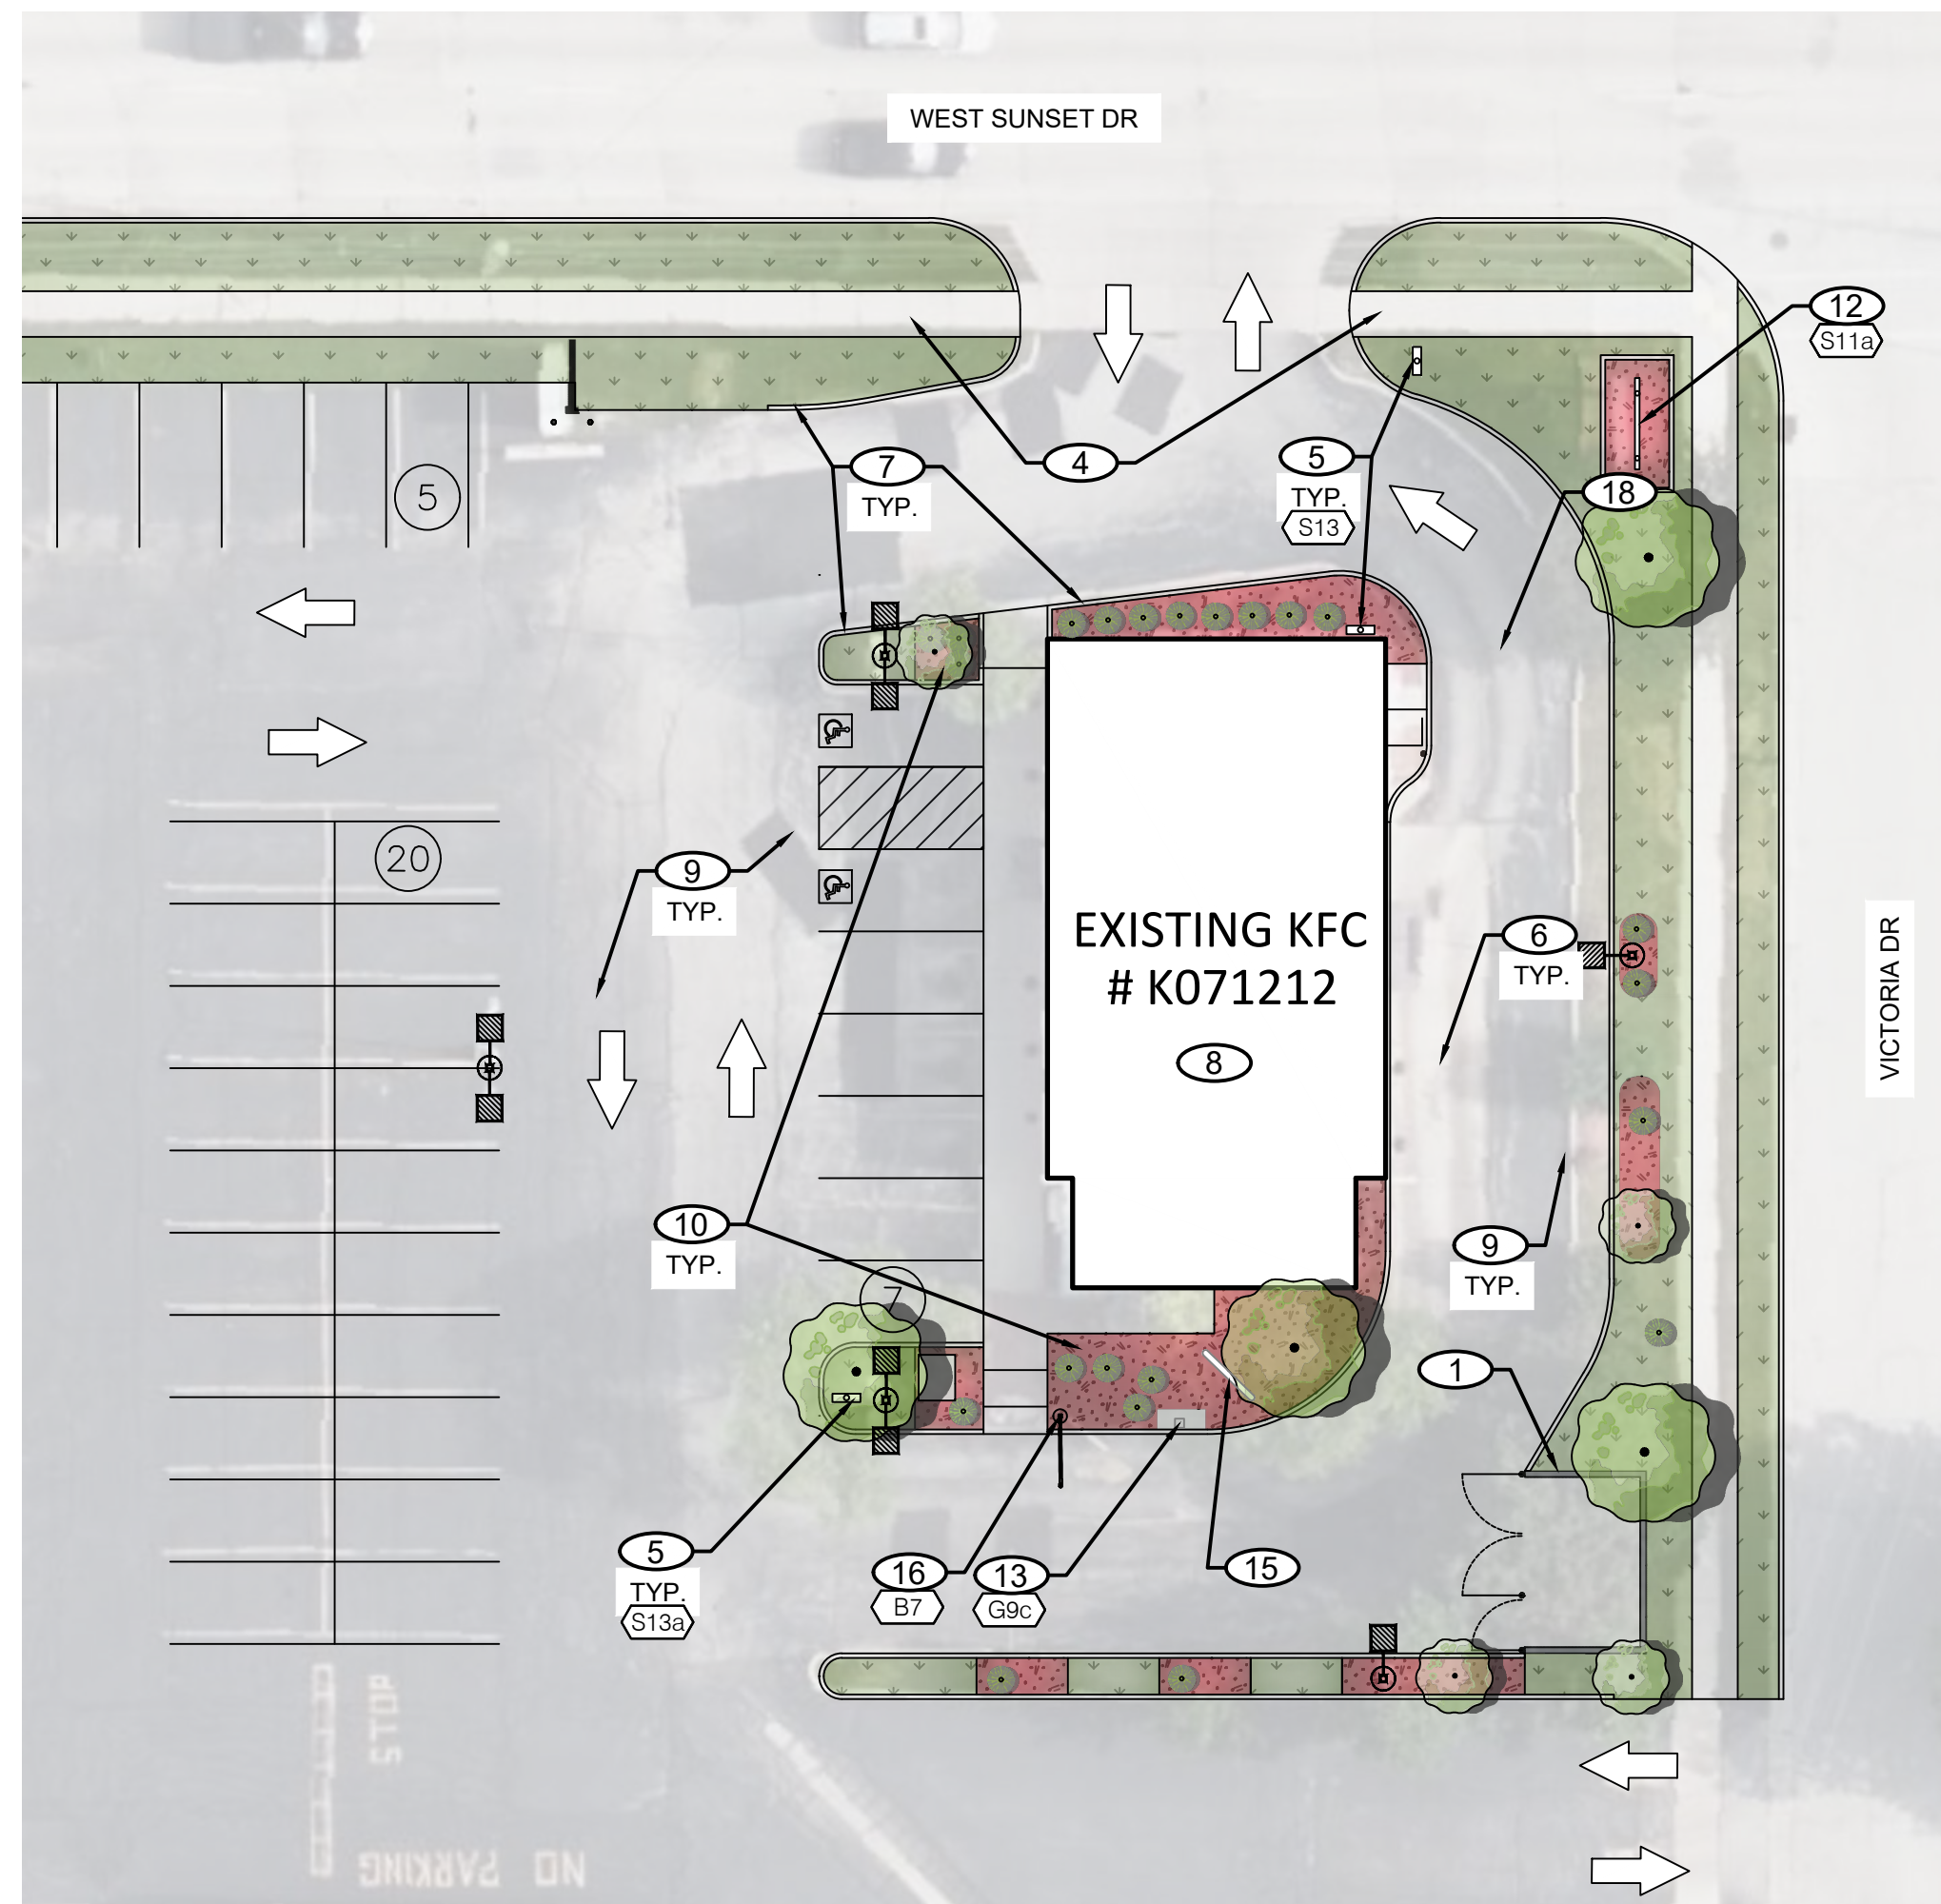 WEST SUNSET DR
12
S11a
7
TYP.
4
5
TYP.
S13
18
5
20
9
TYP.
EXISTING KFC
# K071212
8
6
TYP.
VICTORIA DR
10
TYP.
7
9
TYP.
1
5
TYP.
S13a
16
B7
13
G9c
15
STOP
NO PARKING